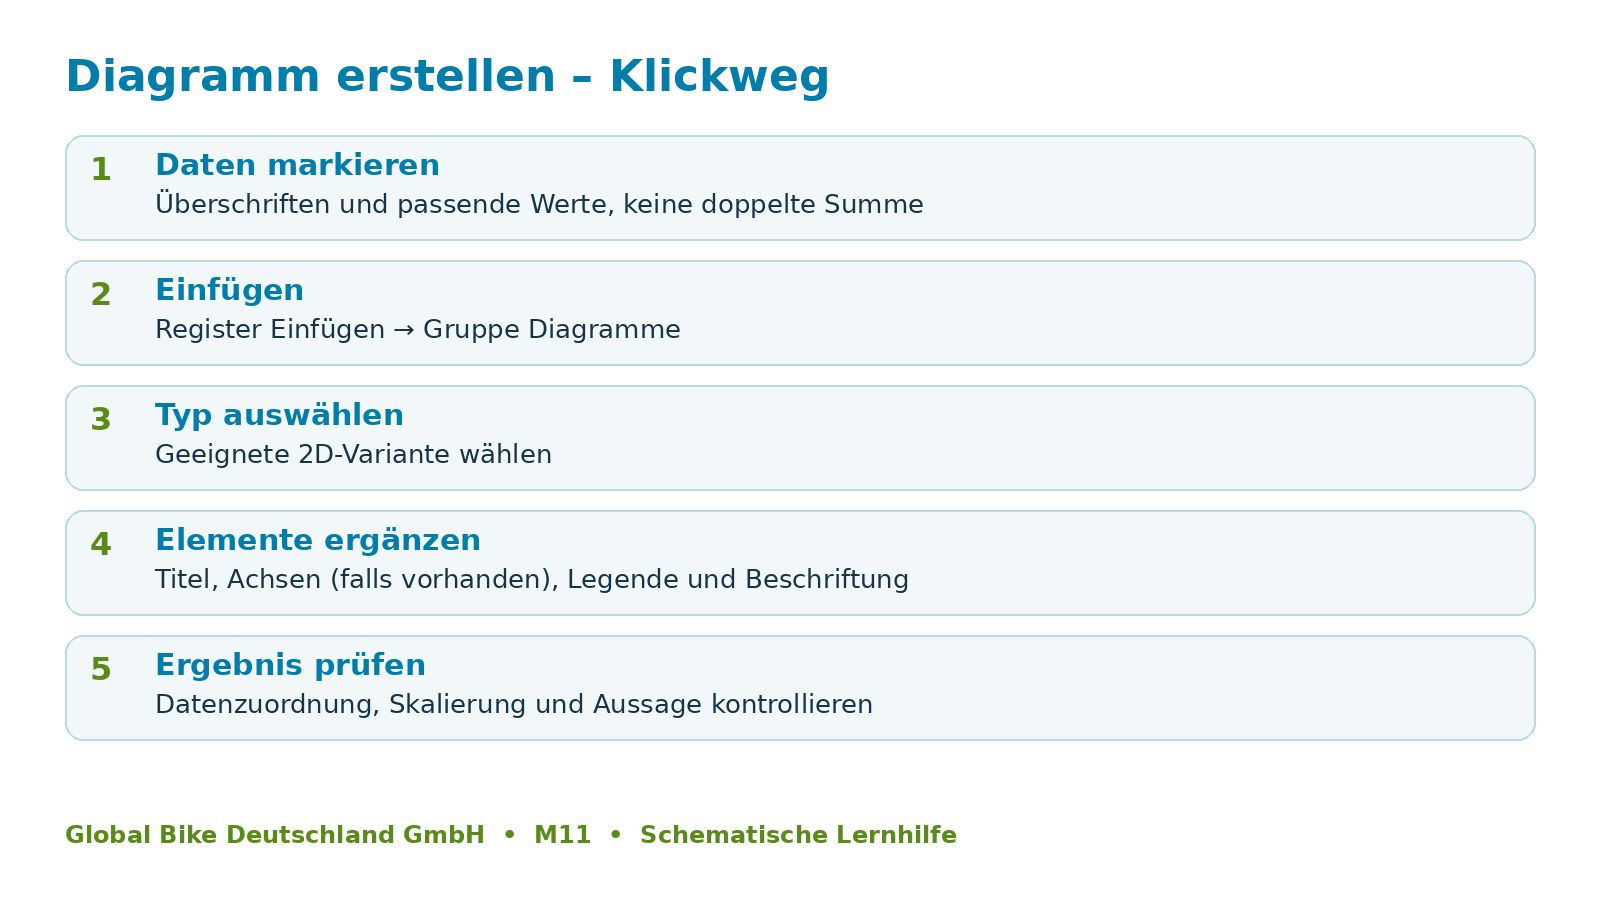 Diagramm erstellen – Klickweg
1
Daten markieren
Überschriften und passende Werte, keine doppelte Summe
2
Einfügen
Register Einfügen → Gruppe Diagramme
3
Typ auswählen
Geeignete 2D-Variante wählen
4
Elemente ergänzen
Titel, Achsen (falls vorhanden), Legende und Beschriftung
5
Ergebnis prüfen
Datenzuordnung, Skalierung und Aussage kontrollieren
Global Bike Deutschland GmbH • M11 • Schematische Lernhilfe